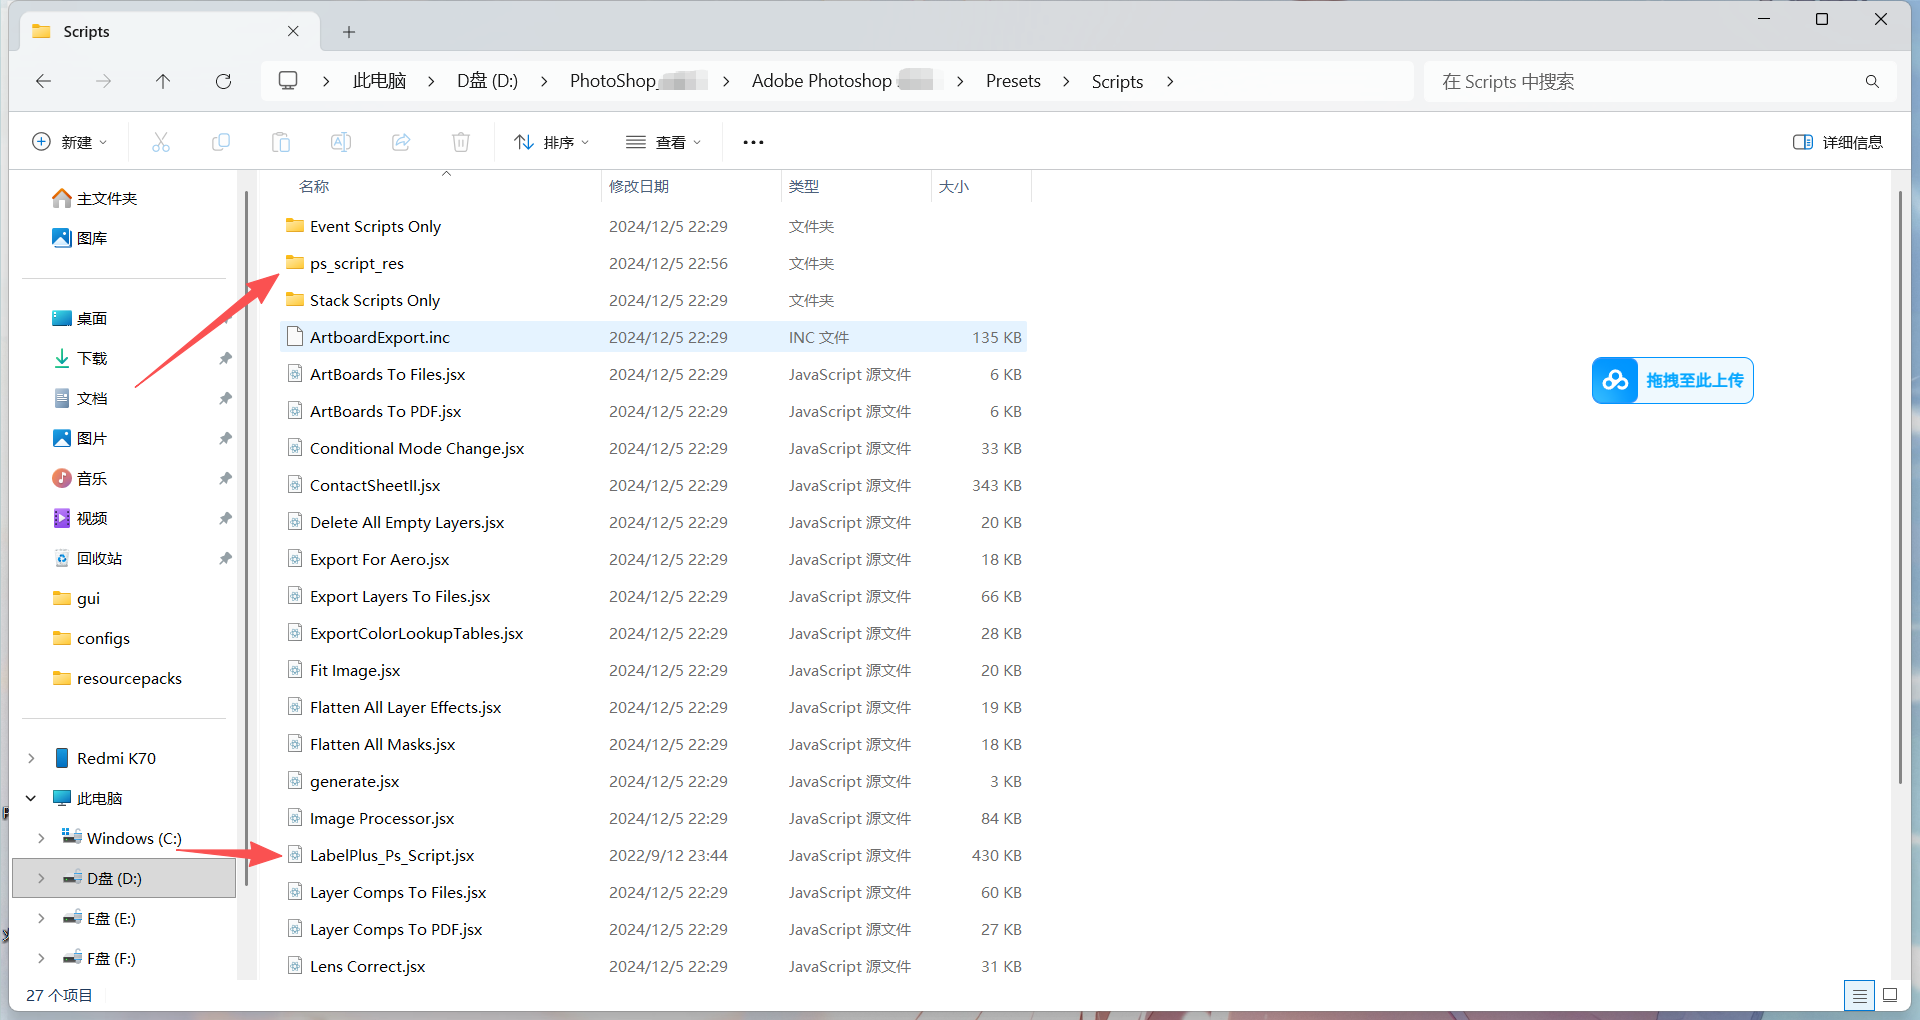 Scripts
此电脑 D盘 (D:) PhotoShop_ Adobe Photoshop Presets Scripts
在 Scripts 中搜索
新建 排序 查看 详细信息
名称 修改日期 类型 大小
主文件夹
图库
桌面
下载
文档
图片
音乐
视频
回收站
gui
configs
resourcepacks
Redmi K70
此电脑
Windows (C:)
D盘 (D:)
E盘 (E:)
F盘 (F:)
Event Scripts Only 2024/12/5 22:29 文件夹
ps_script_res 2024/12/5 22:56 文件夹
Stack Scripts Only 2024/12/5 22:29 文件夹
ArtboardExport.inc 2024/12/5 22:29 INC 文件 135 KB
ArtBoards To Files.jsx 2024/12/5 22:29 JavaScript 源文件 6 KB
ArtBoards To PDF.jsx 2024/12/5 22:29 JavaScript 源文件 6 KB
Conditional Mode Change.jsx 2024/12/5 22:29 JavaScript 源文件 33 KB
ContactSheetII.jsx 2024/12/5 22:29 JavaScript 源文件 343 KB
Delete All Empty Layers.jsx 2024/12/5 22:29 JavaScript 源文件 20 KB
Export For Aero.jsx 2024/12/5 22:29 JavaScript 源文件 18 KB
Export Layers To Files.jsx 2024/12/5 22:29 JavaScript 源文件 66 KB
ExportColorLookupTables.jsx 2024/12/5 22:29 JavaScript 源文件 28 KB
Fit Image.jsx 2024/12/5 22:29 JavaScript 源文件 20 KB
Flatten All Layer Effects.jsx 2024/12/5 22:29 JavaScript 源文件 19 KB
Flatten All Masks.jsx 2024/12/5 22:29 JavaScript 源文件 18 KB
generate.jsx 2024/12/5 22:29 JavaScript 源文件 3 KB
Image Processor.jsx 2024/12/5 22:29 JavaScript 源文件 84 KB
LabelPlus_Ps_Script.jsx 2022/9/12 23:44 JavaScript 源文件 430 KB
Layer Comps To Files.jsx 2024/12/5 22:29 JavaScript 源文件 60 KB
Layer Comps To PDF.jsx 2024/12/5 22:29 JavaScript 源文件 27 KB
Lens Correct.jsx 2024/12/5 22:29 JavaScript 源文件 31 KB
拖拽至此上传
27 个项目